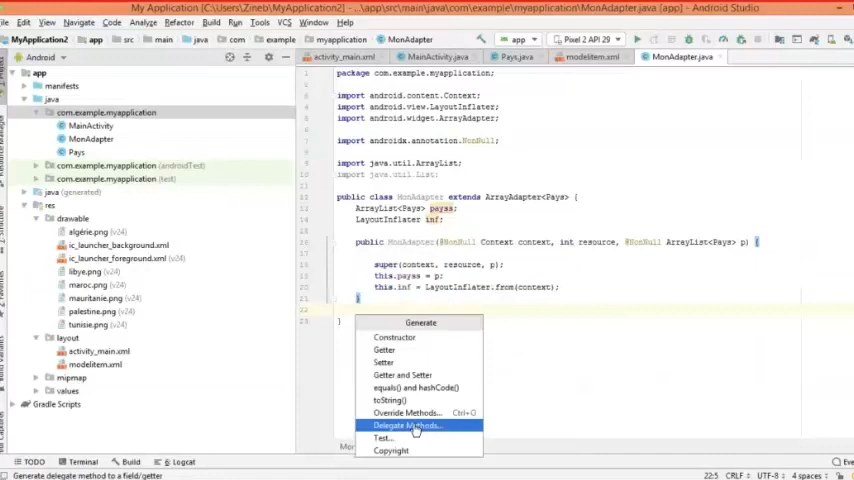 My Application [C:\Users\Zineb\MyApplication2] - ...\app\src\main\java\com\example\myapplication\MonAdapter.java [app] - Android Studio
File Edit View Navigate Code Analyze Refactor Build Run Tools VCS Window Help
MyApplication2 app src main java com example myapplication MonAdapter app Pixel 2 API 29
Android
activity_main.xml MainActivity.java Pays.java modelitem.xml MonAdapter.java
app
manifests
java
com.example.myapplication
MainActivity
MonAdapter
Pays
com.example.myapplication (androidTest)
com.example.myapplication (test)
java (generated)
res
drawable
algérie.png (v24)
ic_launcher_background.xml
ic_launcher_foreground.xml (v24)
libye.png (v24)
maroc.png (v24)
mauritanie.png (v24)
palestine.png (v24)
tunisie.png (v24)
layout
activity_main.xml
modelitem.xml
mipmap
values
Gradle Scripts
package com.example.myapplication;
import android.content.Context;
import android.view.LayoutInflater;
import android.widget.ArrayAdapter;
import androidx.annotation.NonNull;
import java.util.ArrayList;
import java.util.List;
public class MonAdapter extends ArrayAdapter<Pays> {
ArrayList<Pays> payss;
LayoutInflater inf;
public MonAdapter(@NonNull Context context, int resource, @NonNull ArrayList<Pays> p) {
super(context, resource, p);
this.payss = p;
this.inf = LayoutInflater.from(context);
}
}
Generate
Constructor
Getter
Setter
Getter and Setter
equals() and hashCode()
toString()
Override Methods... Ctrl+O
Delegate Methods...
Test...
Copyright
TODO Terminal Build 6: Logcat
Generate delegate method to a field/getter
22:5 CRLF UTF-8 4 spaces